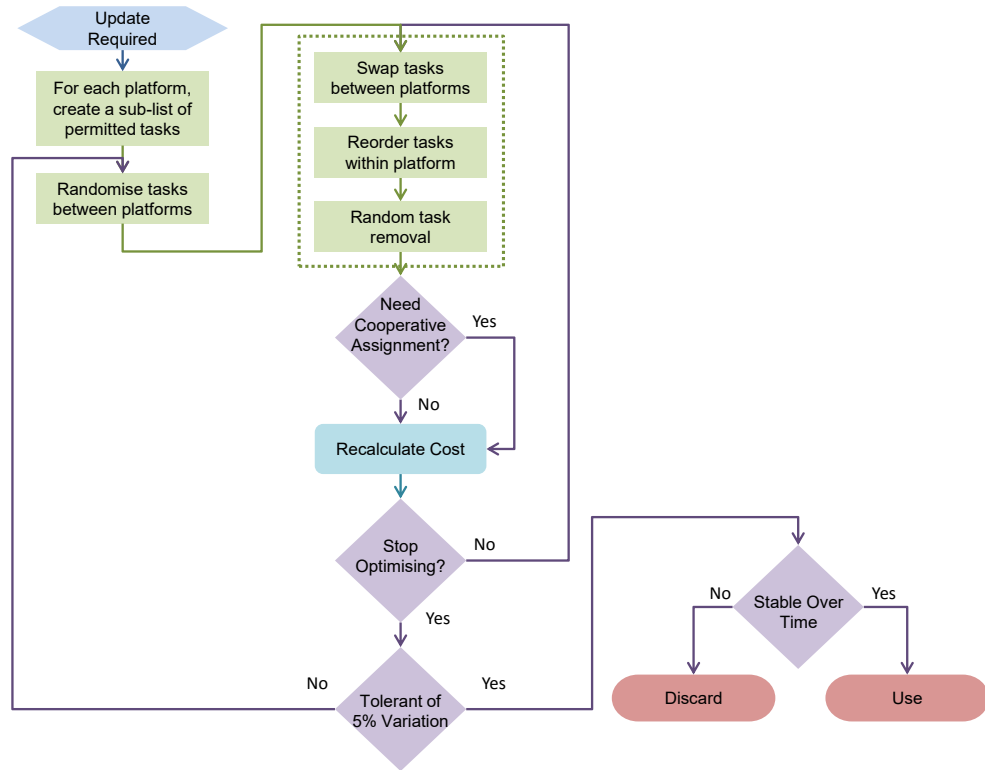 Update
Required
For each platform,
create a sub-list of
permitted tasks
Randomise tasks
between platforms
Swap tasks
between platforms
Reorder tasks
within platform
Random task
removal
Need
Cooperative
Assignment?
Yes
No
Recalculate Cost
Stop
Optimising?
No
Yes
Tolerant of
5% Variation
No
Yes
Stable Over
Time
No
Yes
Discard
Use